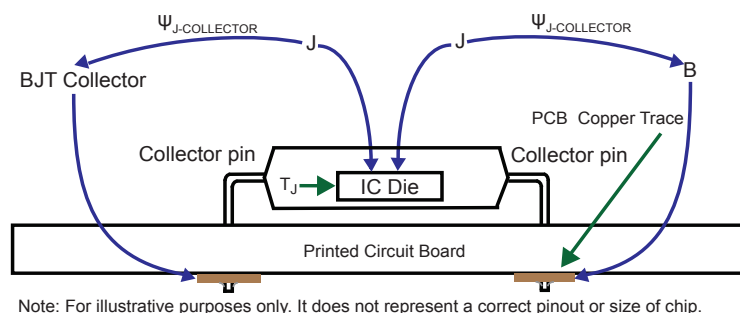 ΨJ-COLLECTOR
ΨJ-COLLECTOR
J
J
B
BJT Collector
PCB Copper Trace
Collector pin
Collector pin
TJ
IC Die
Printed Circuit Board
Note: For illustrative purposes only. It does not represent a correct pinout or size of chip.